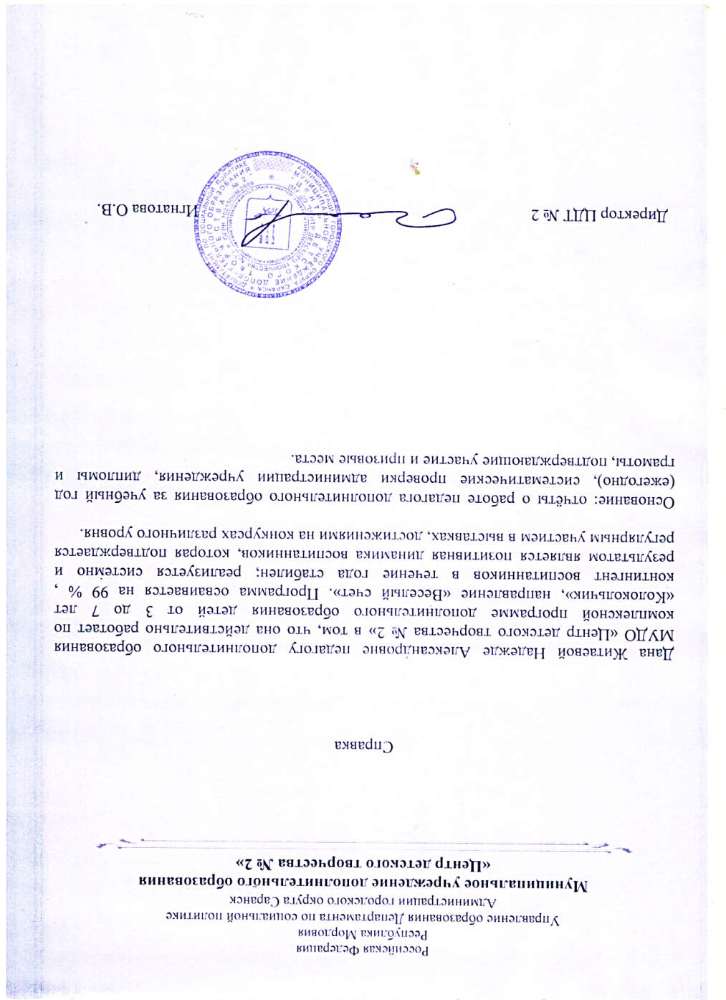 Российская Федерация
Республика Мордовия
Управление образования Департамента по социальной политике
Администрации городского округа Саранск
Муниципальное учреждение дополнительного образования
«Центр детского творчества № 2»
Справка
Дана Житаевой Надежде Александровне педагогу дополнительного образования
МУДО «Центр детского творчества № 2» в том, что она действительно работает по
комплексной программе дополнительного образования детей от 3 до 7 лет
«Колокольчик», направление «Веселый счет». Программа осваивается на 99 % ,
контингент воспитанников в течение года стабилен; реализуется системно и
результатом является позитивная динамика воспитанников, которая подтверждается
регулярным участием в выставках, достижениями на конкурсах различного уровня.
Основание: отчёты о работе педагога дополнительного образования за учебный год
(ежегодно), систематические проверки администрации учреждения, дипломы и
грамоты, подтверждающие участие и призовые места.
Директор ЦДТ № 2
Игнатова О.В.